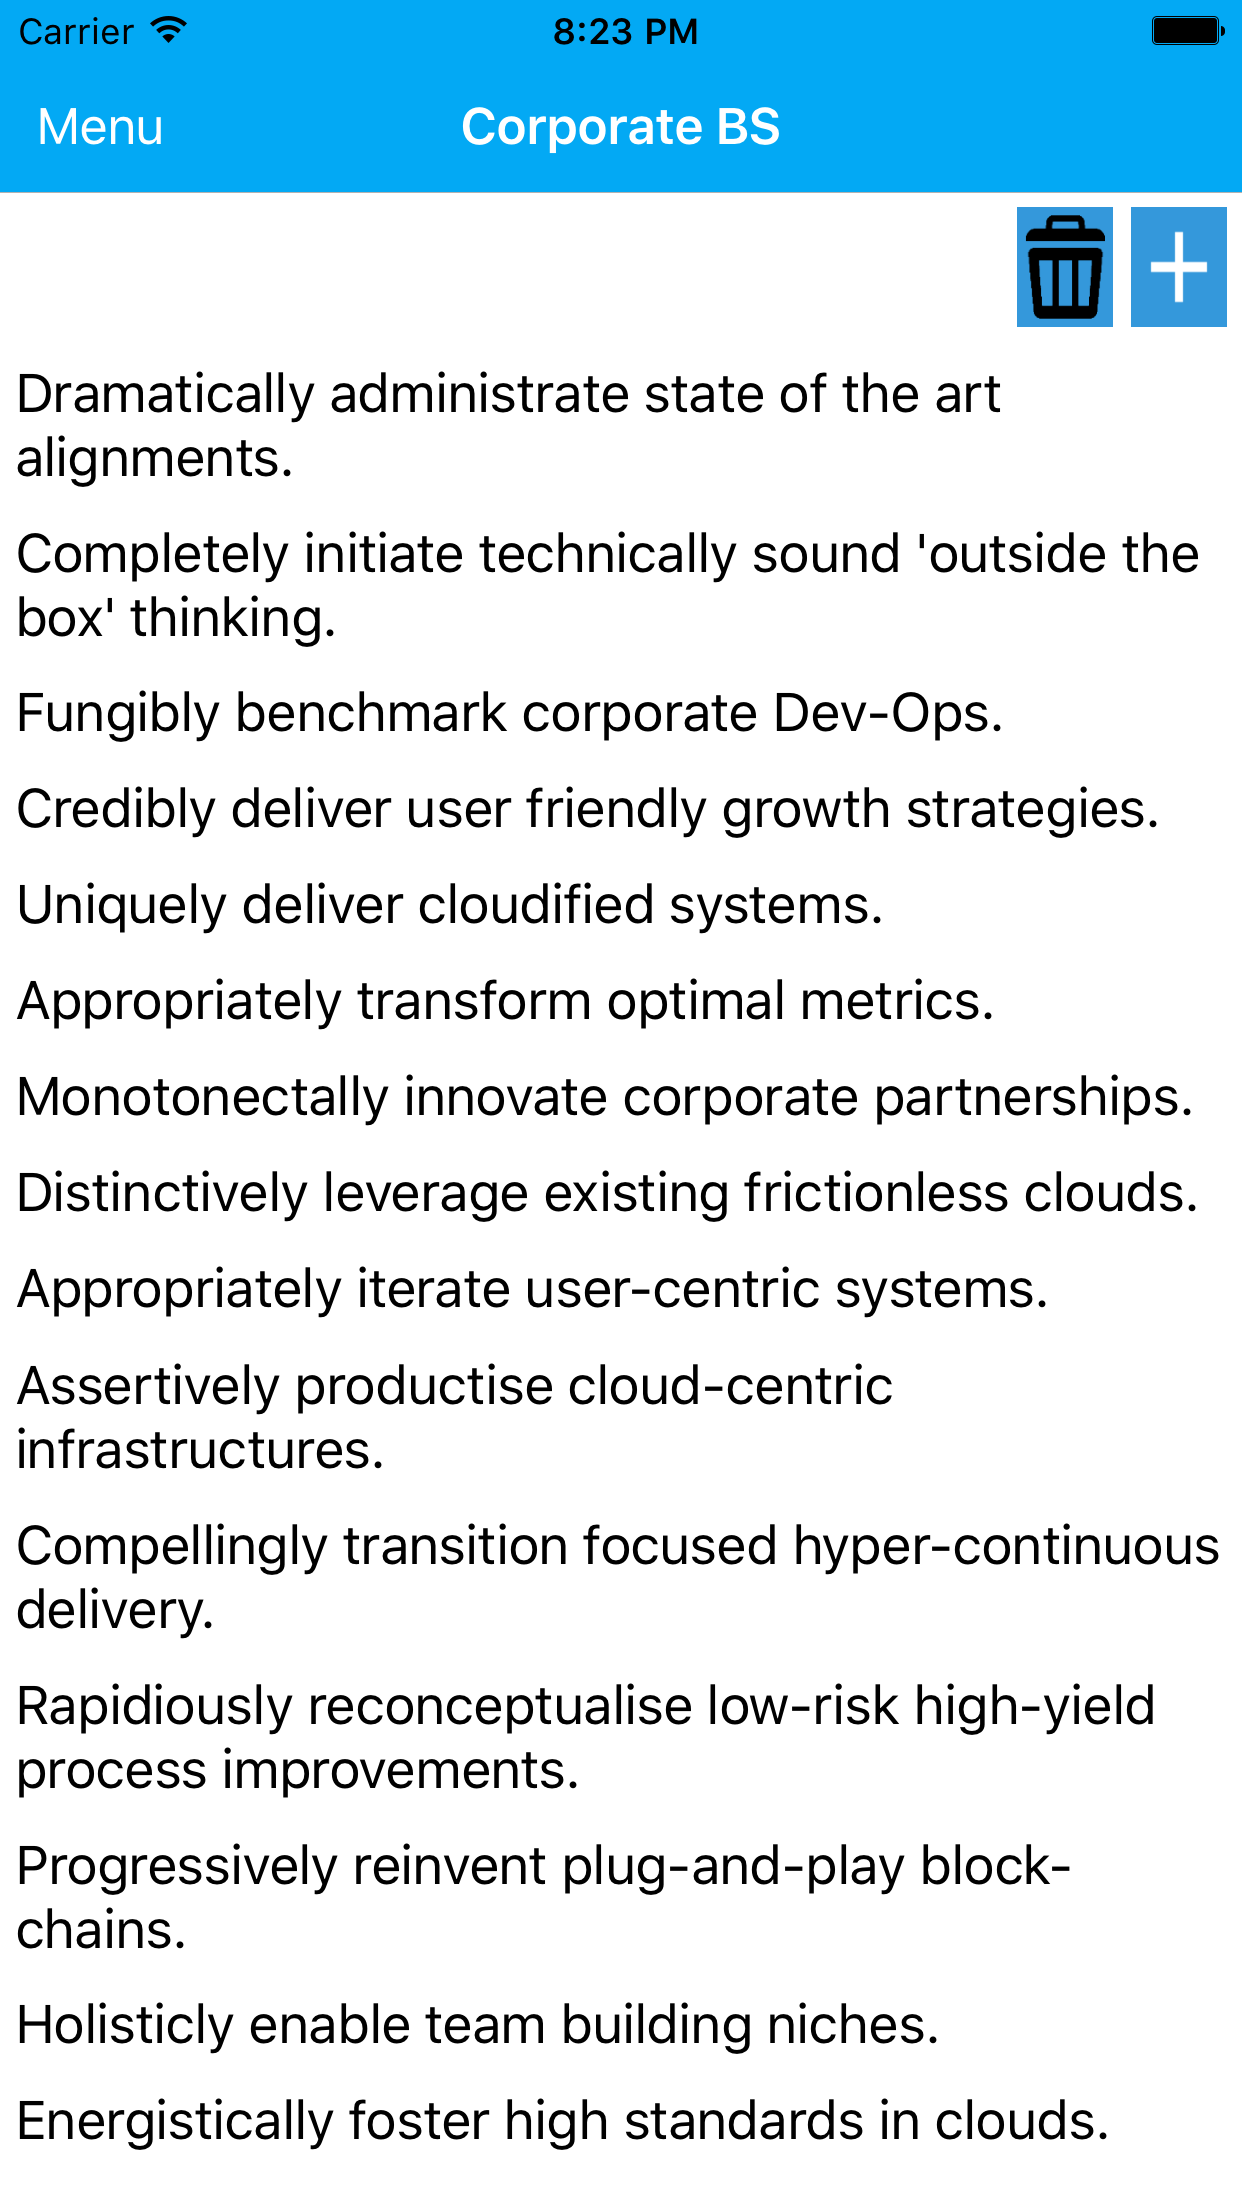 Carrier 8:23 PM
Menu Corporate BS
Dramatically administrate state of the art
alignments.
Completely initiate technically sound 'outside the
box' thinking.
Fungibly benchmark corporate Dev-Ops.
Credibly deliver user friendly growth strategies.
Uniquely deliver cloudified systems.
Appropriately transform optimal metrics.
Monotonectally innovate corporate partnerships.
Distinctively leverage existing frictionless clouds.
Appropriately iterate user-centric systems.
Assertively productise cloud-centric
infrastructures.
Compellingly transition focused hyper-continuous
delivery.
Rapidiously reconceptualise low-risk high-yield
process improvements.
Progressively reinvent plug-and-play block-
chains.
Holisticly enable team building niches.
Energistically foster high standards in clouds.